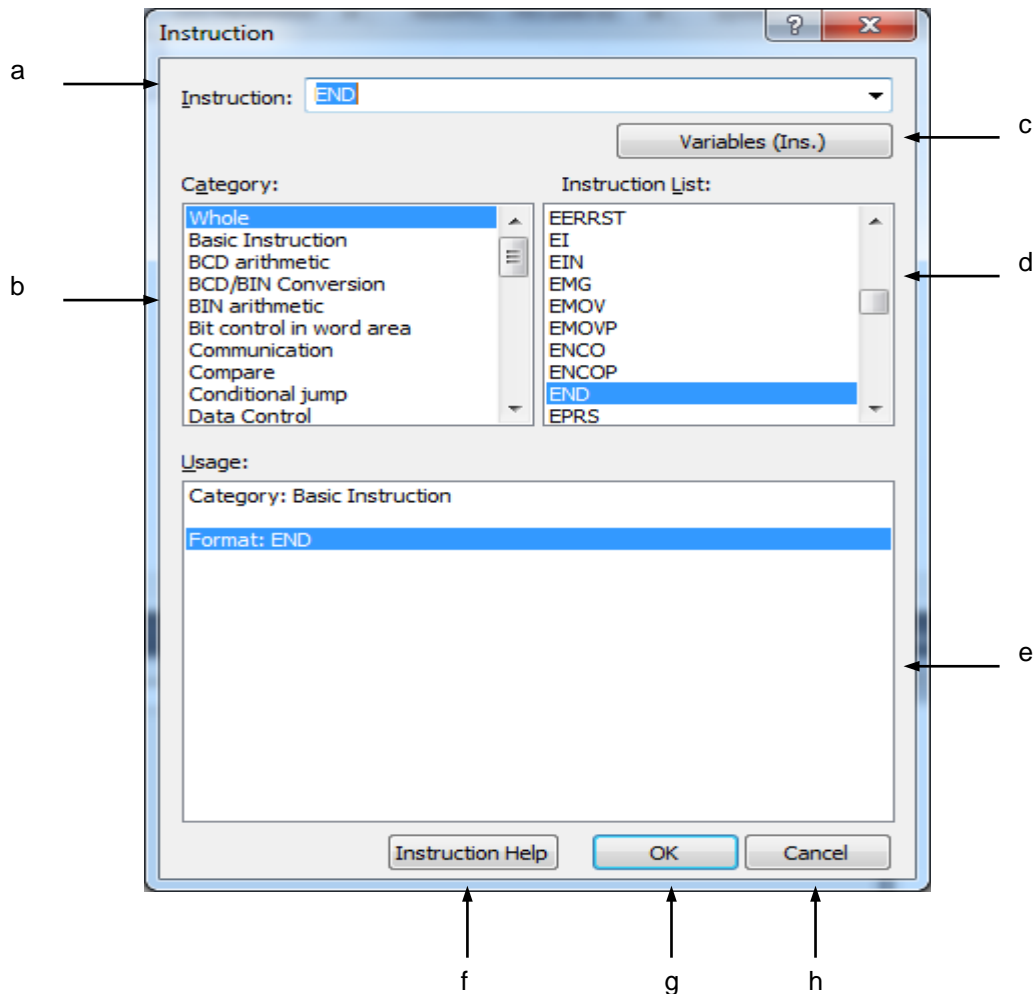 Instruction
a
Instruction: END
c
Variables (Ins.)
Category:
Instruction List:
b
Whole
Basic Instruction
BCD arithmetic
BCD/BIN Conversion
BIN arithmetic
Bit control in word area
Communication
Compare
Conditional jump
Data Control
EERRST
EI
EIN
EMG
EMOV
EMOVP
ENCO
ENCOP
END
EPRS
d
Usage:
Category: Basic Instruction
Format: END
e
Instruction Help
OK
Cancel
f
g
h